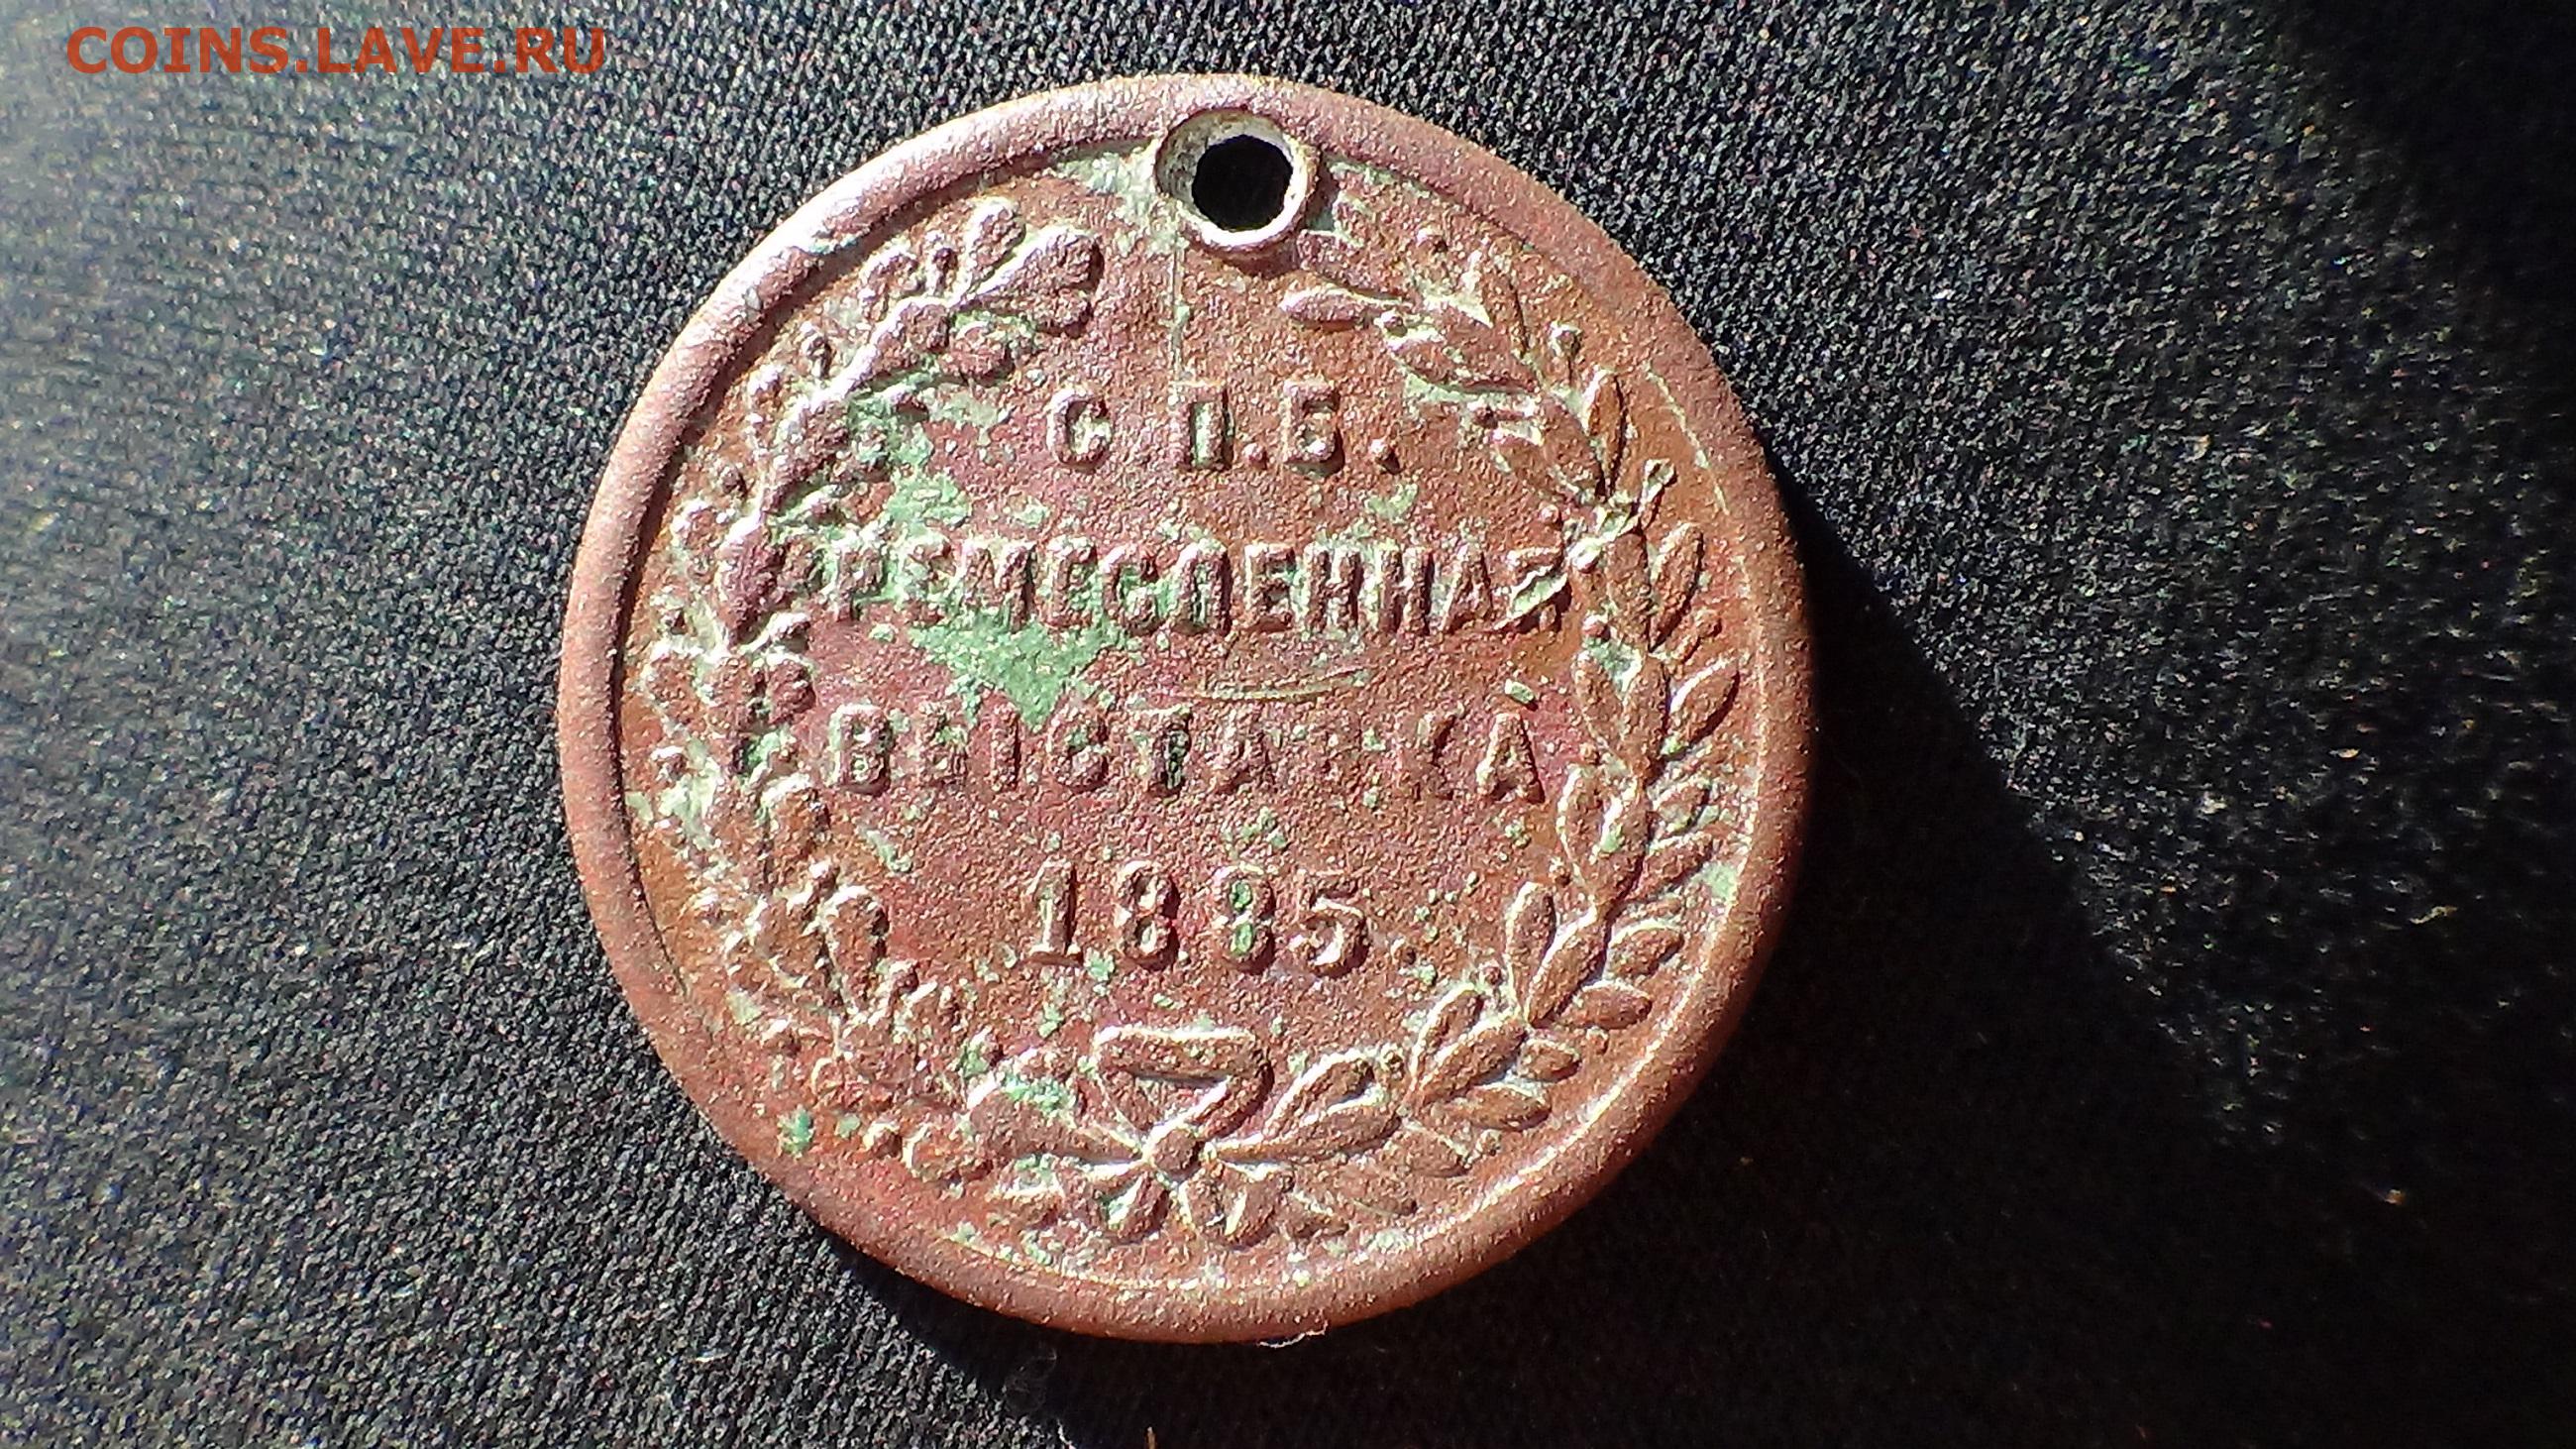 COINS.LAVE.RU
С П.Б.
РЕМЕСЛЕННАЯ
ВЫСТАВКА
1885